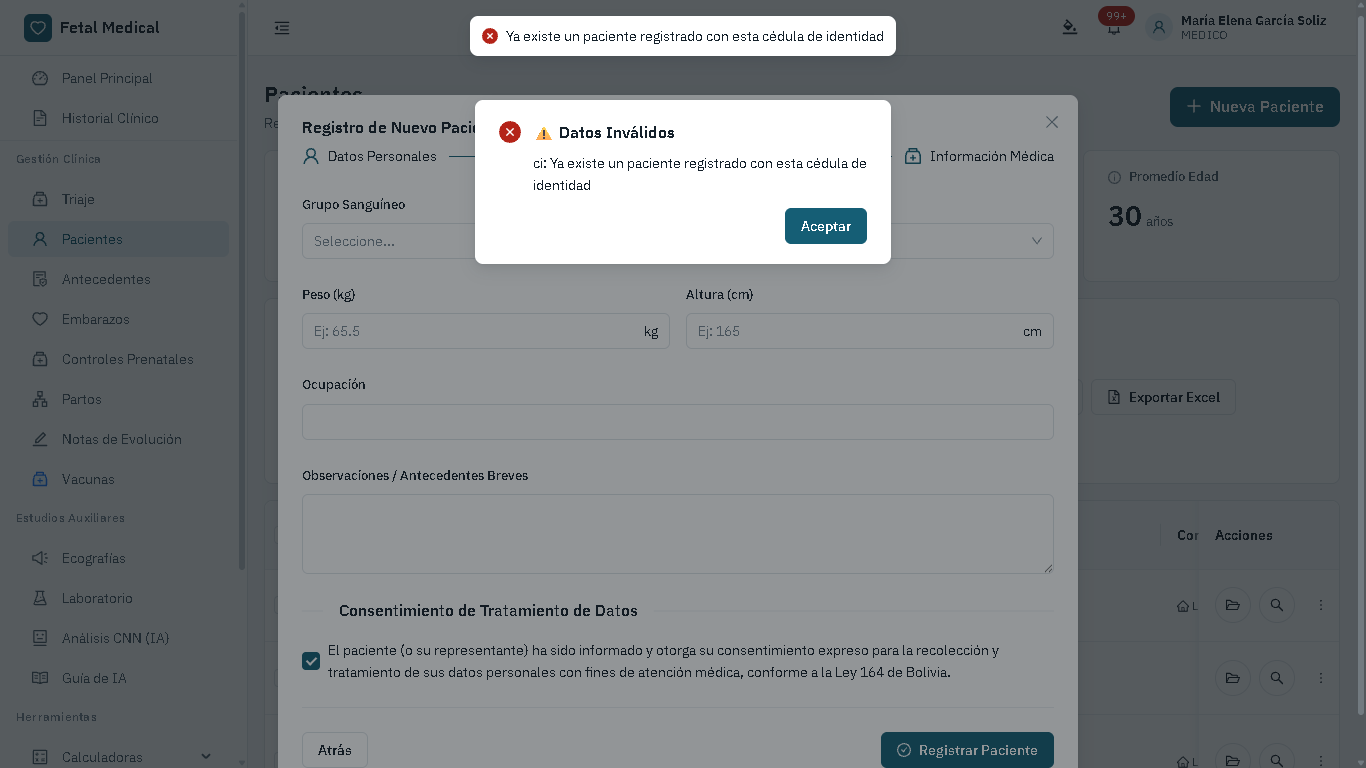 Fetal Medical
Ya existe un paciente registrado con esta cédula de identidad
99+
María Elena García Soliz
MEDICO
Panel Principal
Historial Clínico
Gestión Clínica
Triaje
Pacientes
Antecedentes
Embarazos
Controles Prenatales
Partos
Notas de Evolución
Vacunas
Estudios Auxiliares
Ecografías
Laboratorio
Análisis CNN (IA)
Guía de IA
Herramientas
Calculadoras
Pacientes
Nueva Paciente
Promedio Edad
30 años
Exportar Excel
Acciones
Registro de Nuevo Paci
Datos Personales
Información Médica
Datos Inválidos
ci: Ya existe un paciente registrado con esta cédula de
identidad
Aceptar
Grupo Sanguíneo
Seleccione...
Peso (kg)
Altura (cm)
Ej: 65.5
kg
Ej: 165
cm
Ocupación
Observaciones / Antecedentes Breves
Consentimiento de Tratamiento de Datos
El paciente (o su representante) ha sido informado y otorga su consentimiento expreso para la recolección y
tratamiento de sus datos personales con fines de atención médica, conforme a la Ley 164 de Bolivia.
Atrás
Registrar Paciente